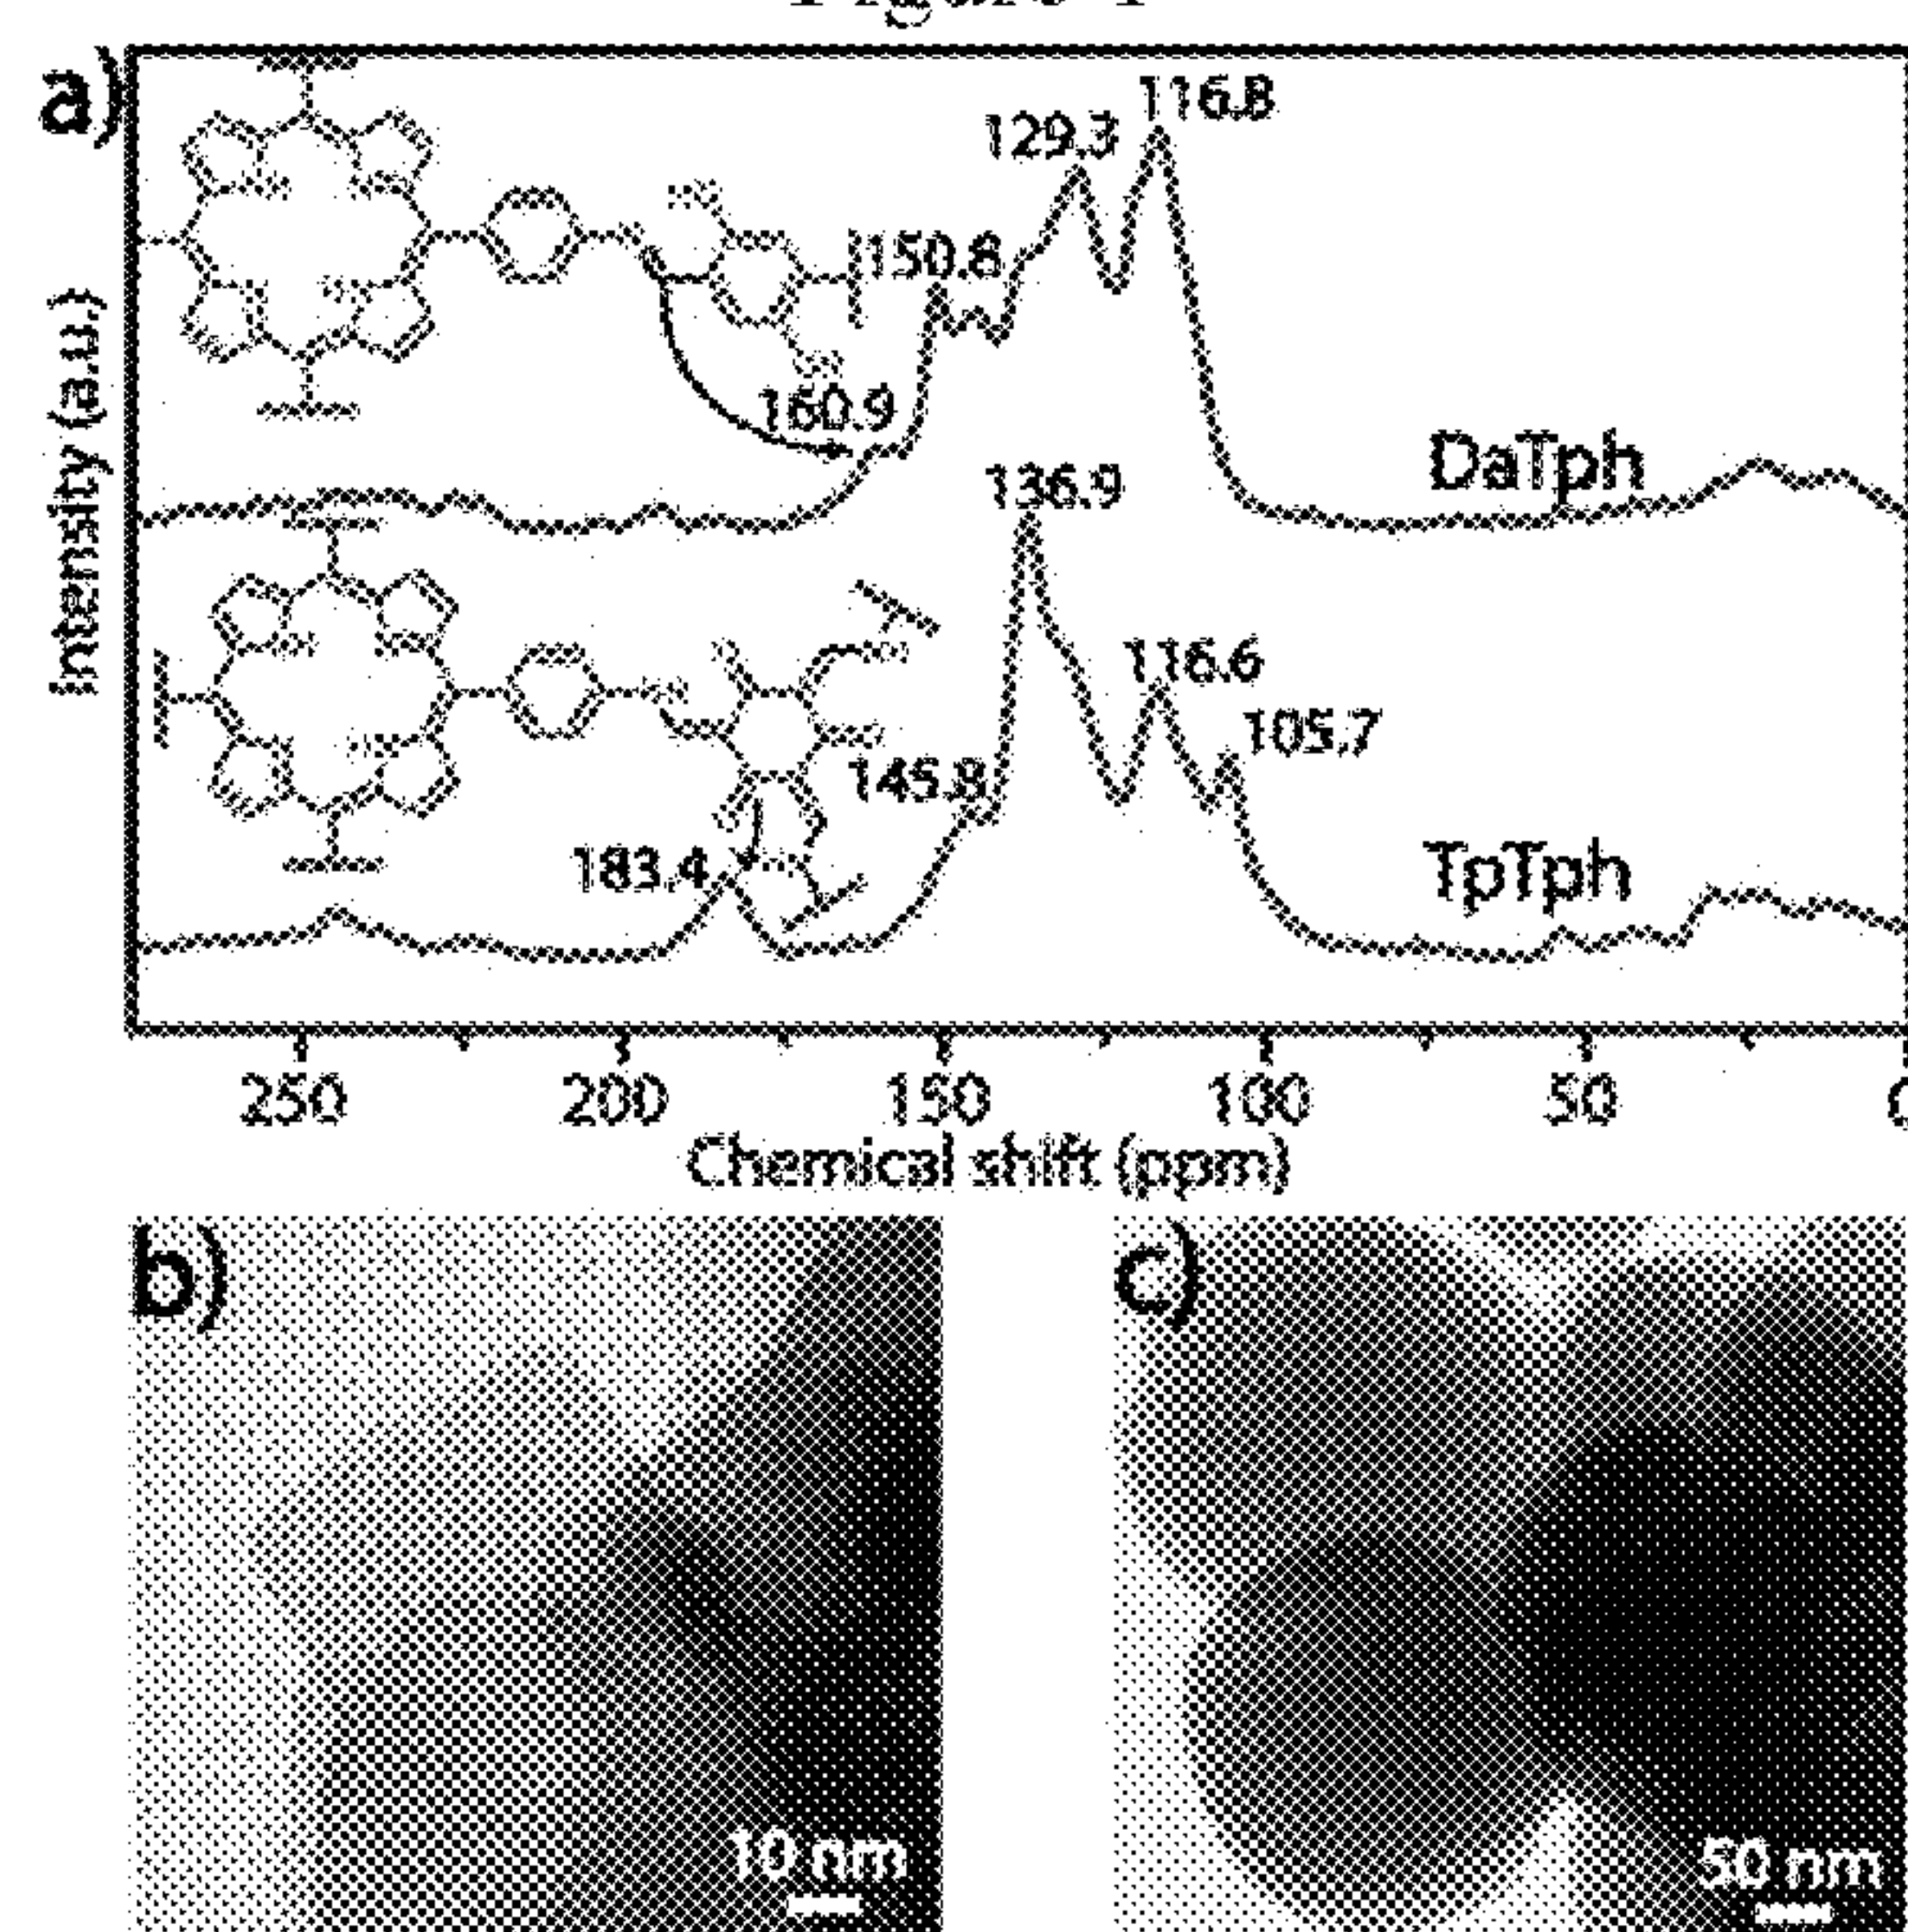 a)
116.8
129.3
150.8
160.9
DaTph
136.9
116.6
105.7
145.8
183.4
TpTph
Intensity (a.u.)
250 200 150 100 50
Chemical shift (ppm)
b)
c)
10 nm
50 nm